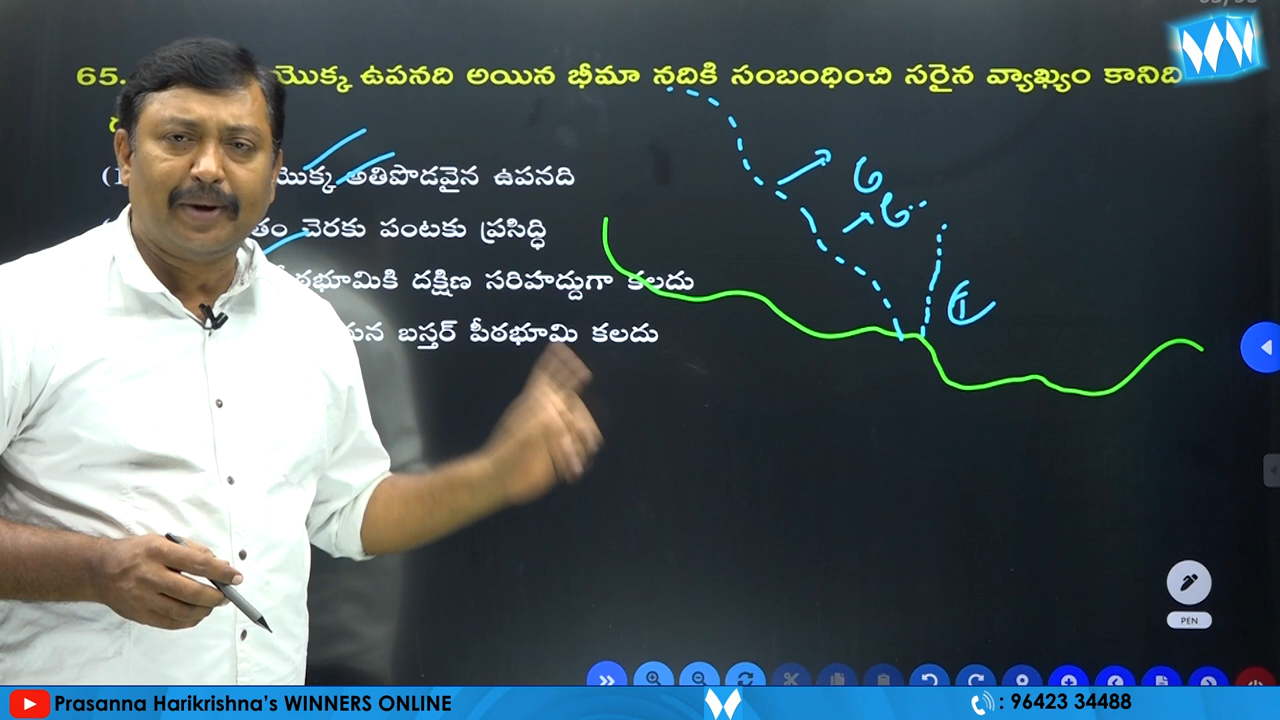 65. యొక్క ఉపనది అయిన భీమా నదికి సంబంధించి సరైన వ్యాఖ్యం కానిది
యొక్క అతిపొడవైన ఉపనది
చెరకు పంటకు ప్రసిద్ధి
దక్షిణ సరిహద్దుగా కలదు
బస్తర్ పీఠభూమి కలదు
PEN
Prasanna Harikrishna's WINNERS ONLINE : 96423 34488